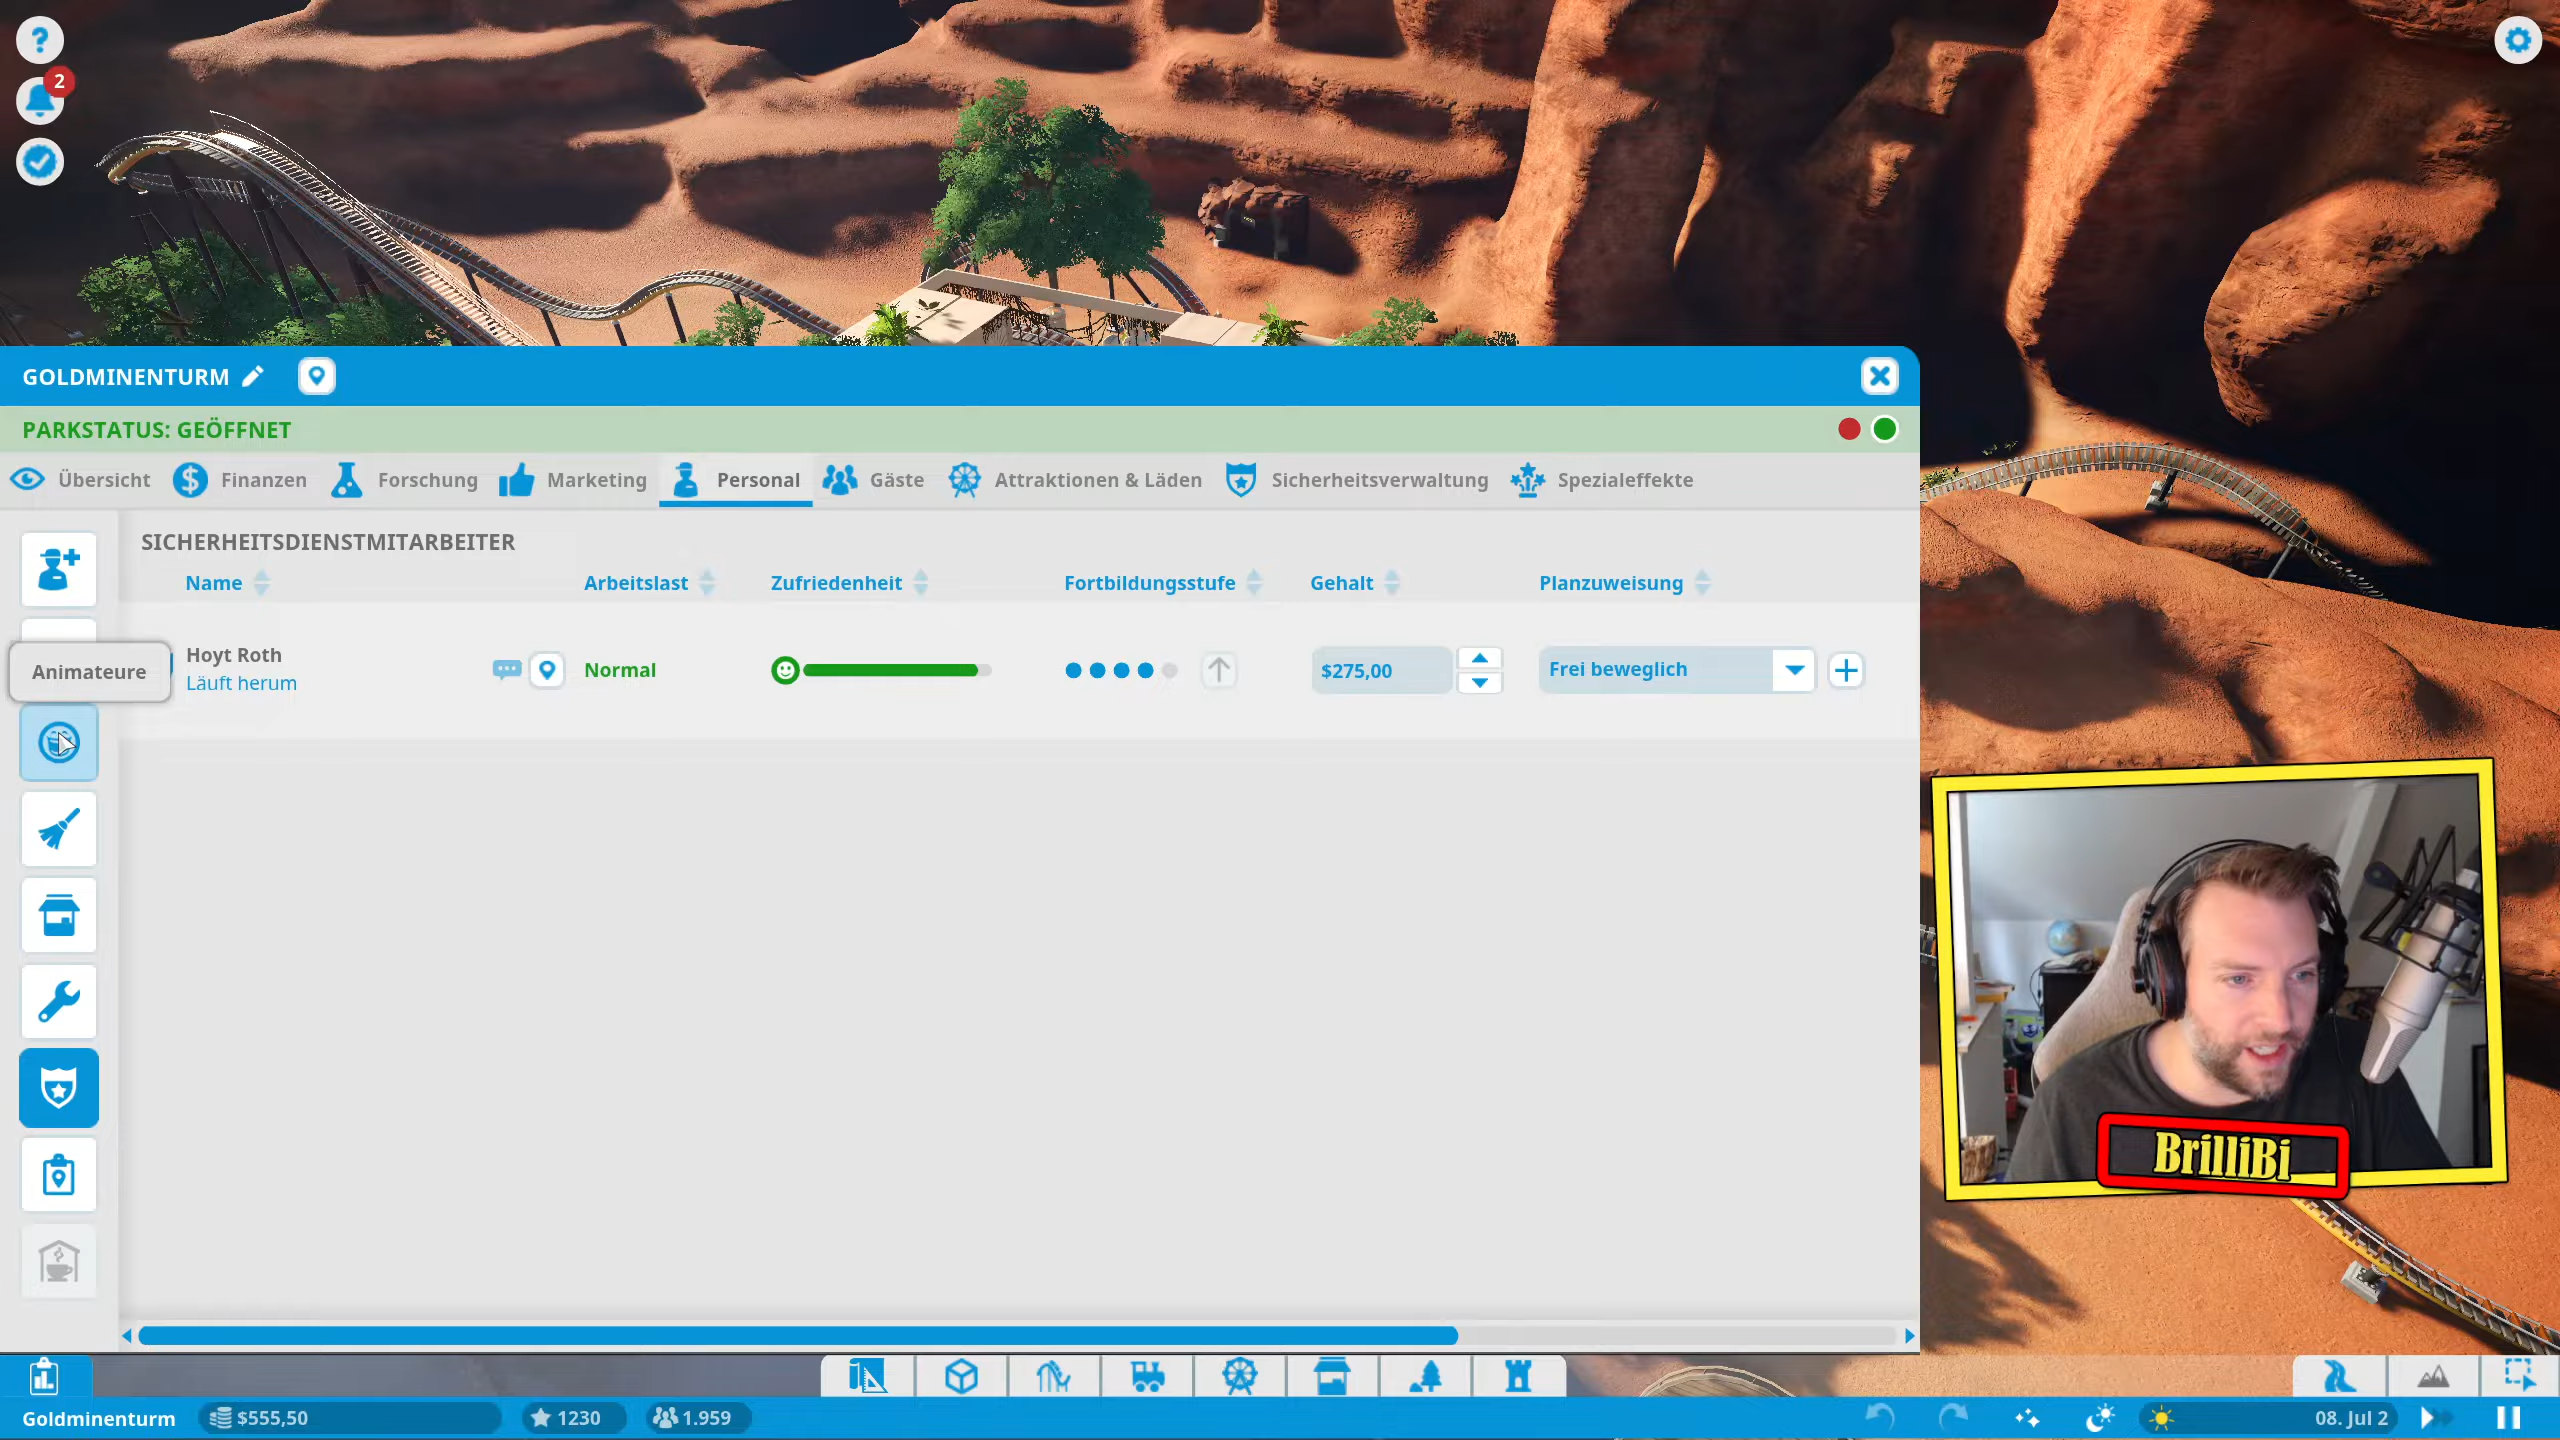 2
GOLDMINENTURM
PARKSTATUS: GEÖFFNET
Übersicht Finanzen Forschung Marketing Personal Gäste Attraktionen & Läden Sicherheitsverwaltung Spezialeffekte
SICHERHEITSDIENSTMITARBEITER
Name Arbeitslast Zufriedenheit Fortbildungsstufe Gehalt Planzuweisung
Animateure
Hoyt Roth
Läuft herum
Normal
$275,00
Frei beweglich
BrilliBi
Goldminenturm $555,50 1230 1.959 08. Jul 2